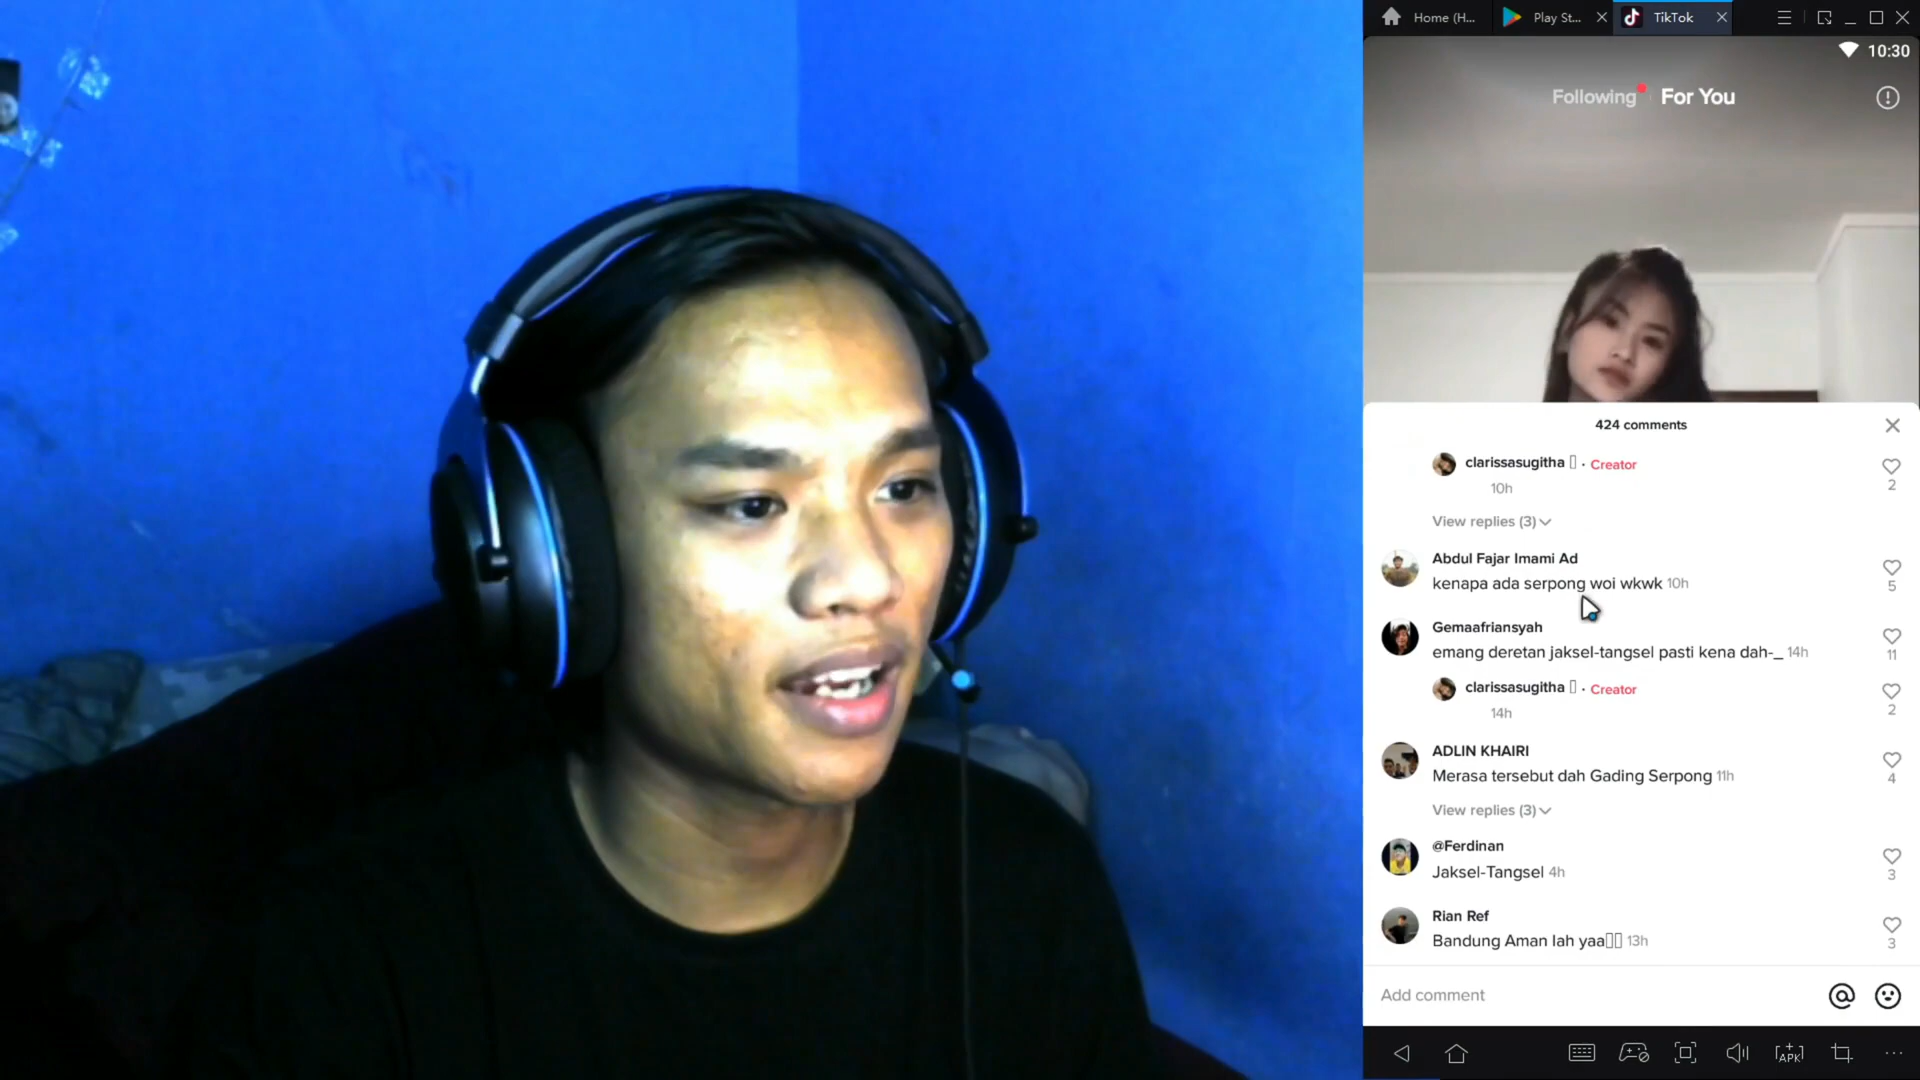 Home (H...
Play St...
TikTok
10:30
Following
For You
424 comments
clarissasugitha · Creator
2
10h
View replies (3)
Abdul Fajar Imami Ad
kenapa ada serpong woi wkwk 10h
5
Gemaafriansyah
emang deretan jaksel-tangsel pasti kena dah-_ 14h
11
clarissasugitha · Creator
2
14h
ADLIN KHAIRI
Merasa tersebut dah Gading Serpong 11h
4
View replies (3)
@Ferdinan
Jaksel-Tangsel 4h
3
Rian Ref
Bandung Aman lah yaa 13h
3
Add comment
@
APK